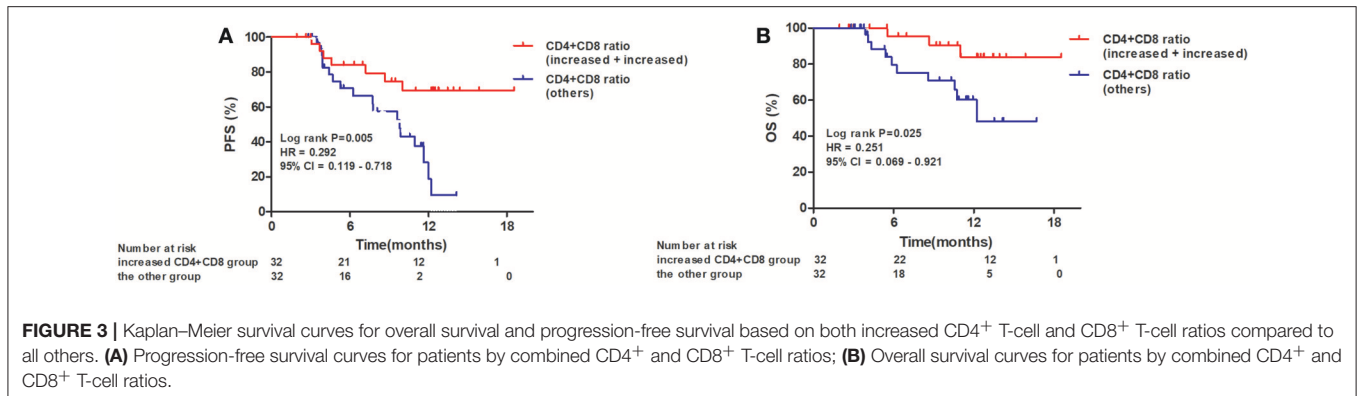 A
100
80
60
40
20
0
PFS (%)
0 6 12 18
Time(months)
CD4+CD8 ratio
(increased + increased)
CD4+CD8 ratio
(others)
Log rank P=0.005
HR = 0.292
95% CI = 0.119 - 0.718
Number at risk
increased CD4+CD8 group 32 21 12 1
the other group 32 16 2 0
B
100
80
60
40
20
0
OS (%)
0 6 12 18
Time(months)
CD4+CD8 ratio
(increased + increased)
CD4+CD8 ratio
(others)
Log rank P=0.025
HR = 0.251
95% CI = 0.069 - 0.921
Number at risk
increased CD4+CD8 group 32 22 12 1
the other group 32 18 5 0
FIGURE 3 | Kaplan–Meier survival curves for overall survival and progression-free survival based on both increased CD4⁺ T-cell and CD8⁺ T-cell ratios compared to
all others. (A) Progression-free survival curves for patients by combined CD4⁺ and CD8⁺ T-cell ratios; (B) Overall survival curves for patients by combined CD4⁺ and
CD8⁺ T-cell ratios.